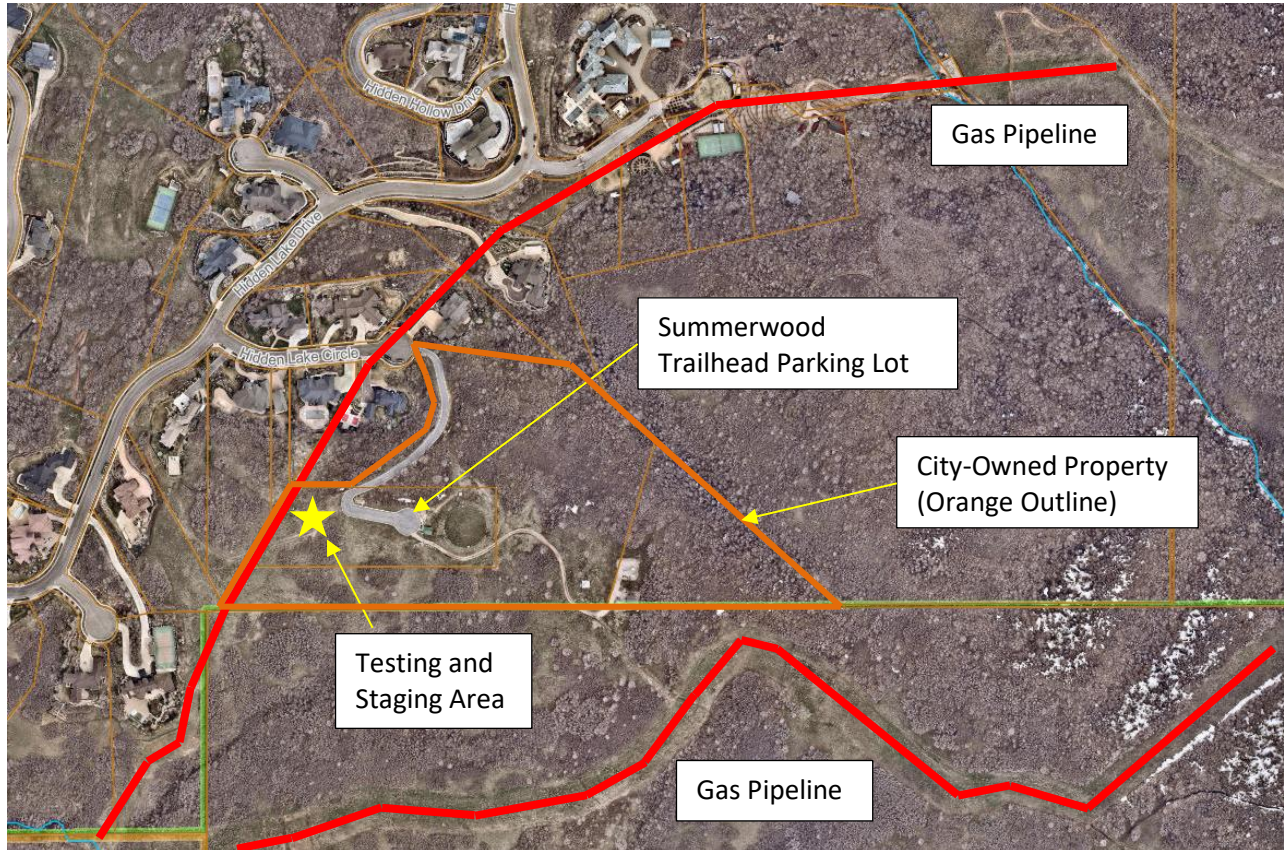 H
Hidden Hollow Drive
Gas Pipeline
Hidden Lake Drive
Summerwood
Trailhead Parking Lot
Hidden Lake Circle
City-Owned Property
(Orange Outline)
Testing and
Staging Area
Gas Pipeline